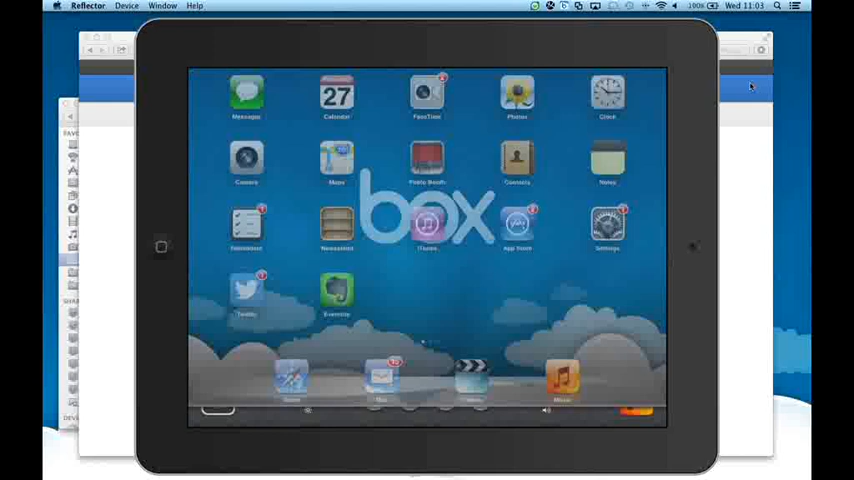 Reflector Device Window Help 100% Wed 11:03
27
Messages Calendar FaceTime Photos Clock
Camera Maps Photo Booth Contacts Notes
box
Reminders Newsstand iTunes App Store Settings
Twitter Evernote
Music